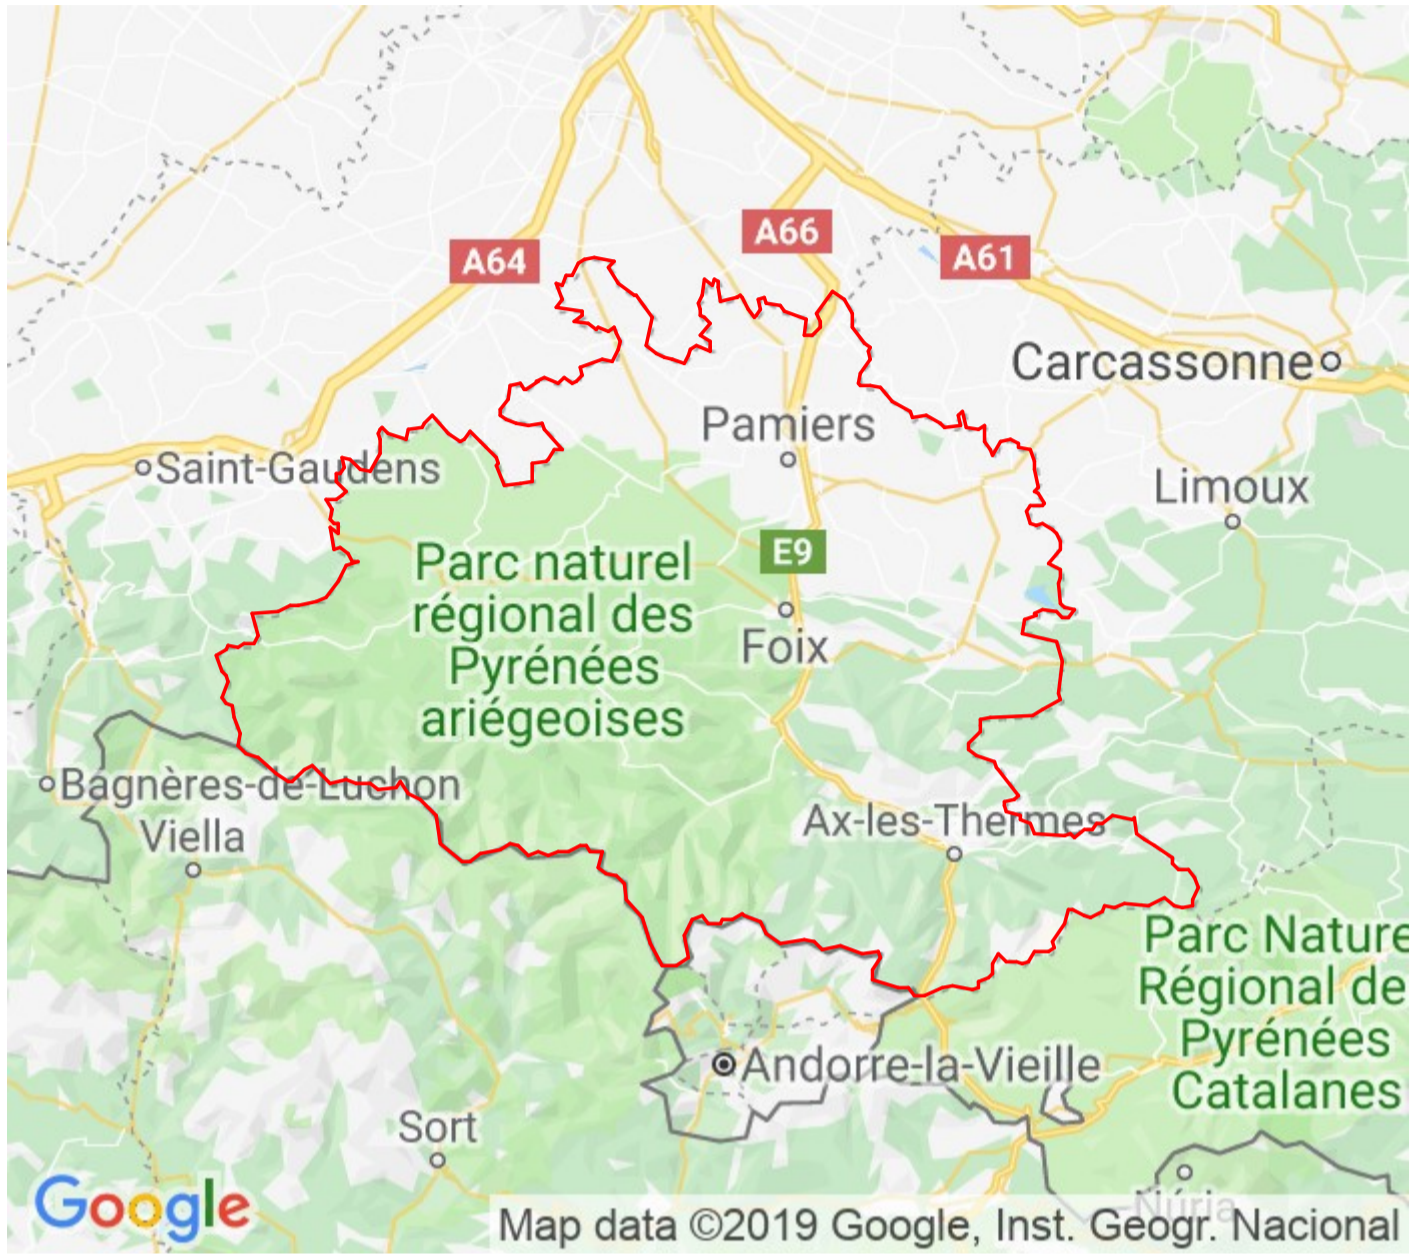 A66
A64
A61
Carcassonne
Pamiers
Saint-Gaudens
Limoux
Parc naturel
régional des
Pyrénées
ariégeoises
E9
Foix
Bagnères-de-Luchon
Viella
Ax-les-Thermes
Parc Nature
Régional de
Pyrénées
Catalanes
Andorre-la-Vieille
Sort
Núria
Google
Map data ©2019 Google, Inst. Geogr. Nacional